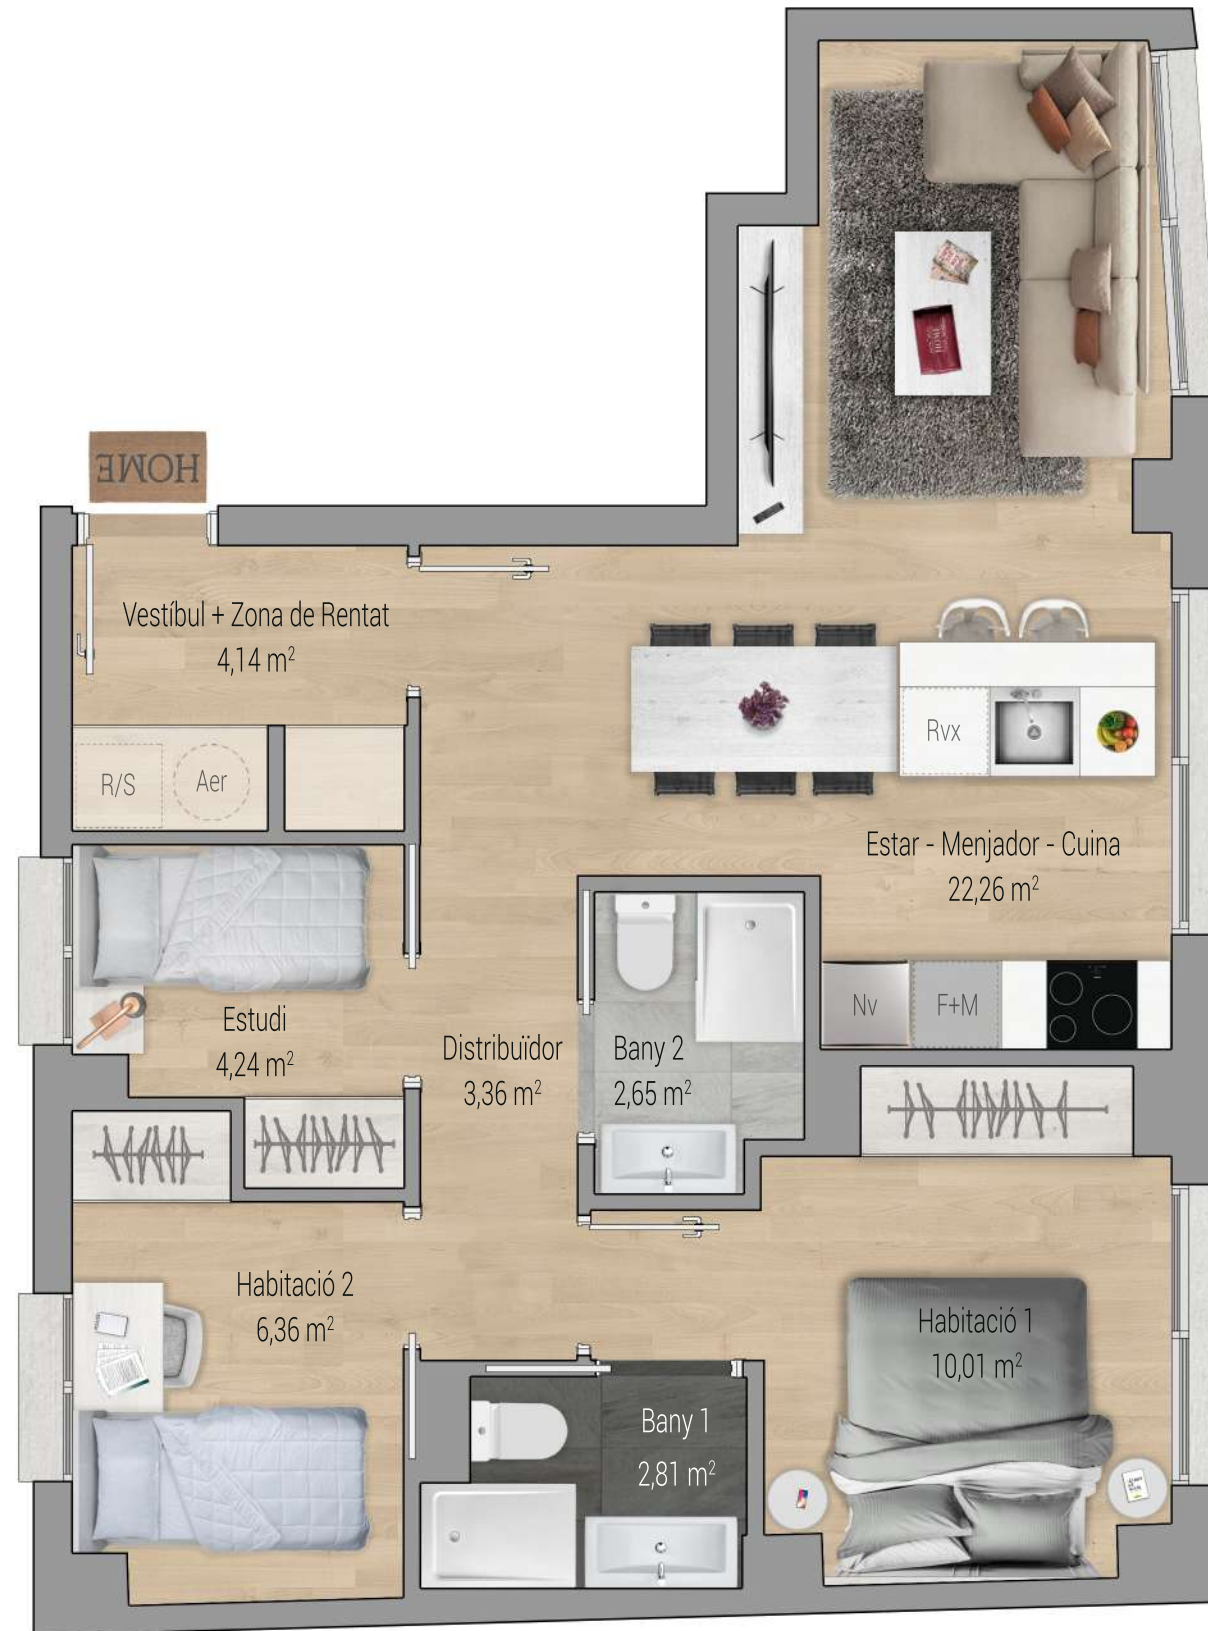 HOME
HOME
Vestíbul + Zona de Rentat
4,14 m²
Rvx
R/S
Aer
Estar - Menjador - Cuina
22,26 m²
Nv
F+M
Estudi
4,24 m²
Distribuïdor
3,36 m²
Bany 2
2,65 m²
Habitació 2
6,36 m²
Habitació 1
10,01 m²
Bany 1
2,81 m²